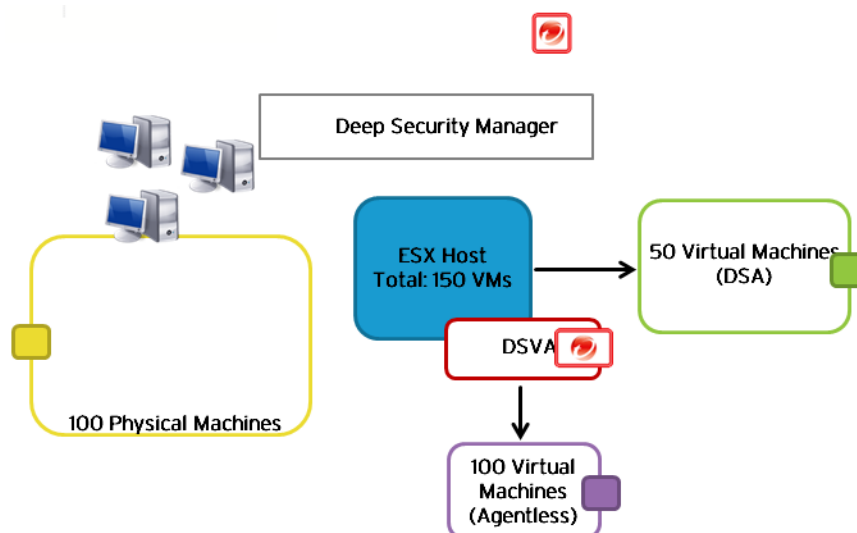 Deep Security Manager
ESX Host
Total: 150 VMs
50 Virtual Machines
(DSA)
DSVA
100 Physical Machines
100 Virtual
Machines
(Agentless)